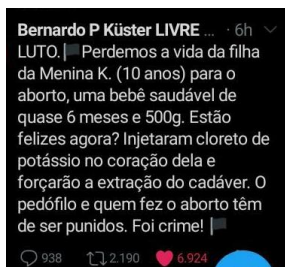 Bernardo P Küster LIVRE ... · 6h
LUTO.🏴Perdemos a vida da filha
da Menina K. (10 anos) para o
aborto, uma bebê saudável de
quase 6 meses e 500g. Estão
felizes agora? Injetaram cloreto de
potássio no coração dela e
forçarão a extração do cadáver. O
pedófilo e quem fez o aborto têm
de ser punidos. Foi crime! 🏴
938 2.190 6.924